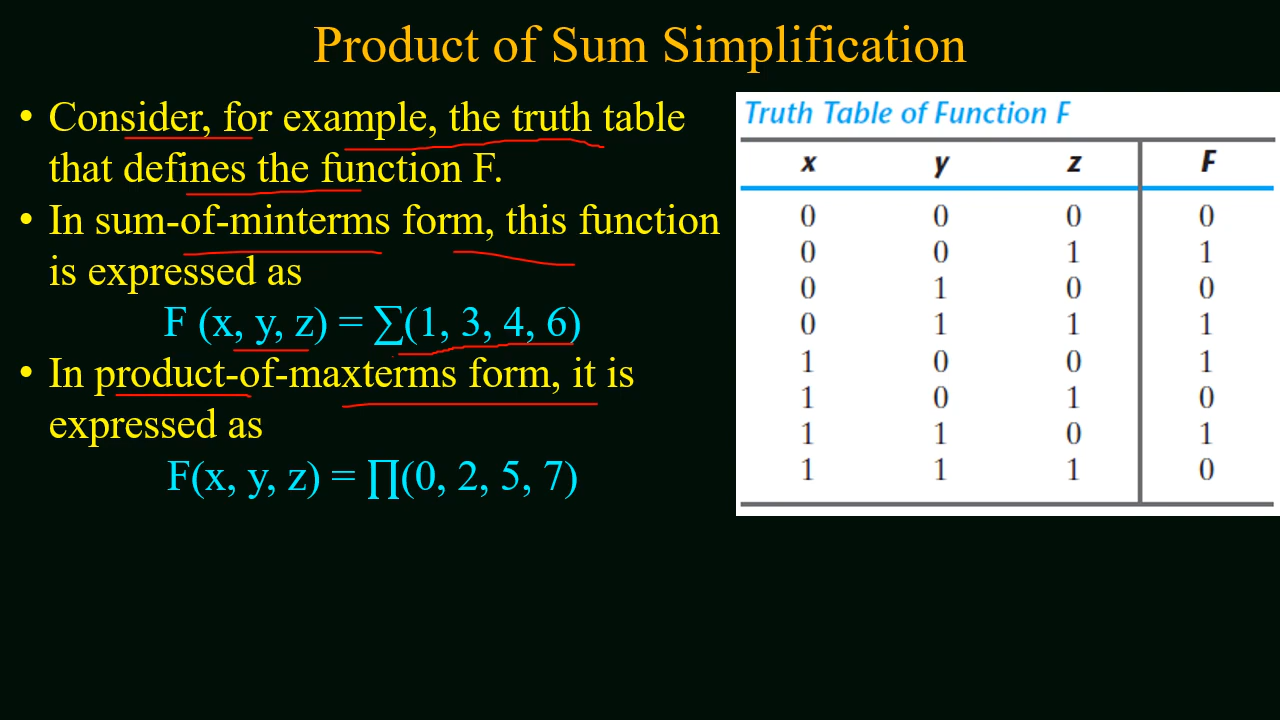 Product of Sum Simplification
• Consider, for example, the truth table
that defines the function F.
• In sum-of-minterms form, this function
is expressed as
F (x, y, z) = ∑(1, 3, 4, 6)
• In product-of-maxterms form, it is
expressed as
F(x, y, z) = ∏(0, 2, 5, 7)
Truth Table of Function F
x y z F
0 0 0 0
0 0 1 1
0 1 0 0
0 1 1 1
1 0 0 1
1 0 1 0
1 1 0 1
1 1 1 0